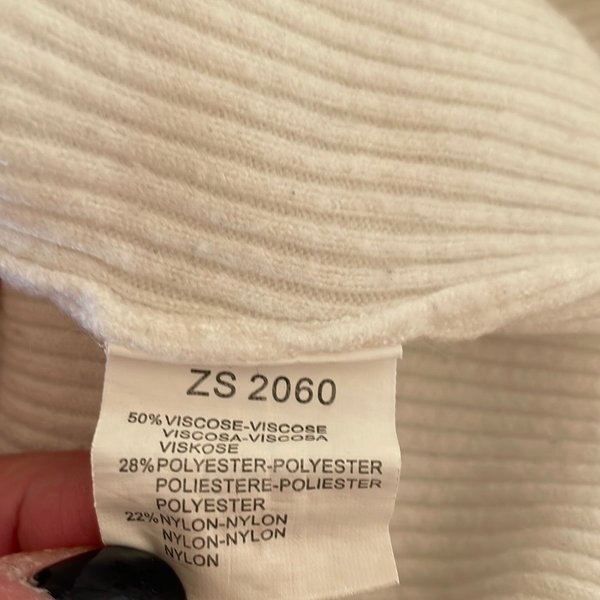 ZS 2060
50% VISCOSE-VISCOSE
VISCOSA-VISCOSA
VISKOSE
28% POLYESTER-POLYESTER
POLIESTERE-POLIESTER
POLYESTER
22% NYLON-NYLON
NYLON-NYLON
NYLON